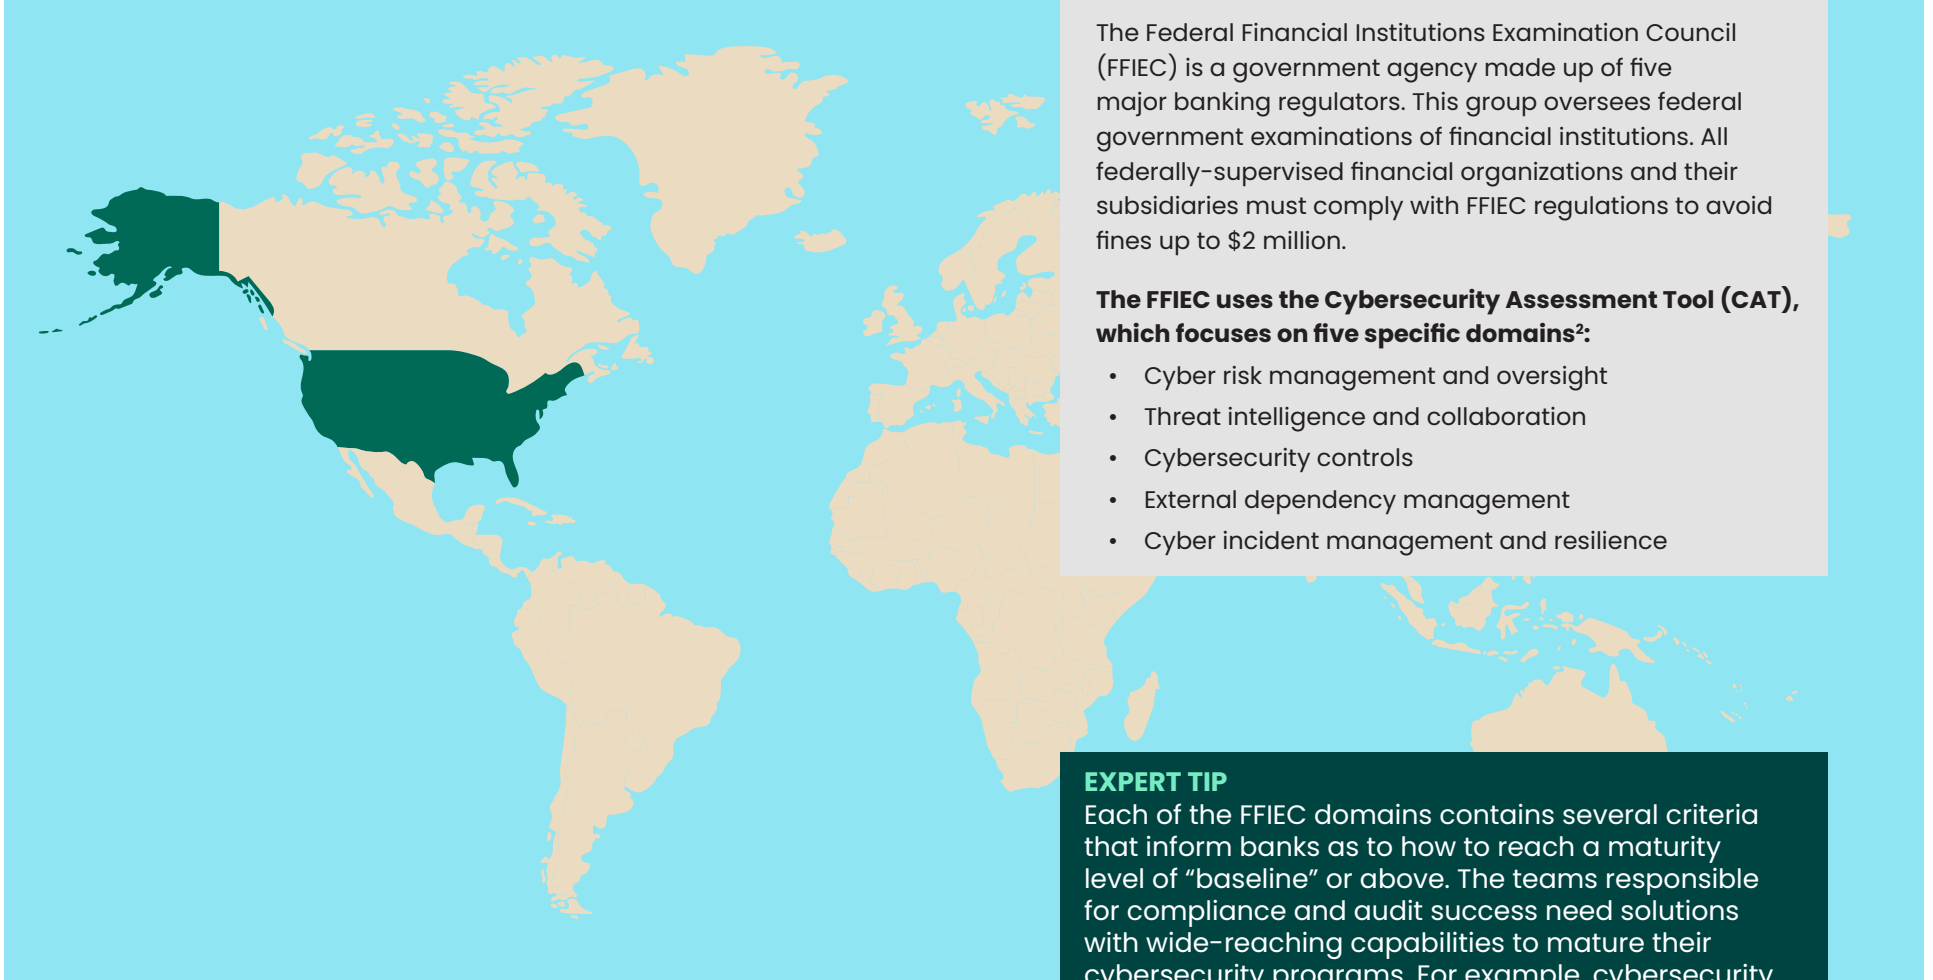 The Federal Financial Institutions Examination Council
(FFIEC) is a government agency made up of five
major banking regulators. This group oversees federal
government examinations of financial institutions. All
federally-supervised financial organizations and their
subsidiaries must comply with FFIEC regulations to avoid
fines up to $2 million.
The FFIEC uses the Cybersecurity Assessment Tool (CAT),
which focuses on five specific domains²:
• Cyber risk management and oversight
• Threat intelligence and collaboration
• Cybersecurity controls
• External dependency management
• Cyber incident management and resilience
EXPERT TIP
Each of the FFIEC domains contains several criteria
that inform banks as to how to reach a maturity
level of “baseline” or above. The teams responsible
for compliance and audit success need solutions
with wide-reaching capabilities to mature their
cybersecurity programs. For example, cybersecurity